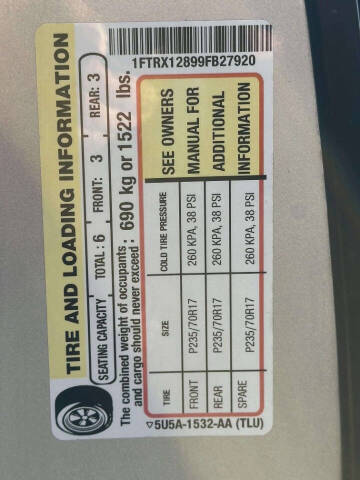 TIRE AND LOADING INFORMATION
SEATING CAPACITY TOTAL : 6 FRONT: 3 REAR: 3
The combined weight of occupants
and cargo should never exceed : 690 kg or 1522 lbs.
TIRE SIZE COLD TIRE PRESSURE
FRONT P235/70R17 260 KPA, 38 PSI
REAR P235/70R17 260 KPA, 38 PSI
SPARE P235/70R17 260 KPA, 38 PSI
SEE OWNERS
MANUAL FOR
ADDITIONAL
INFORMATION
▽5U5A-1532-AA (TLU)
1FTRX12899FB27920